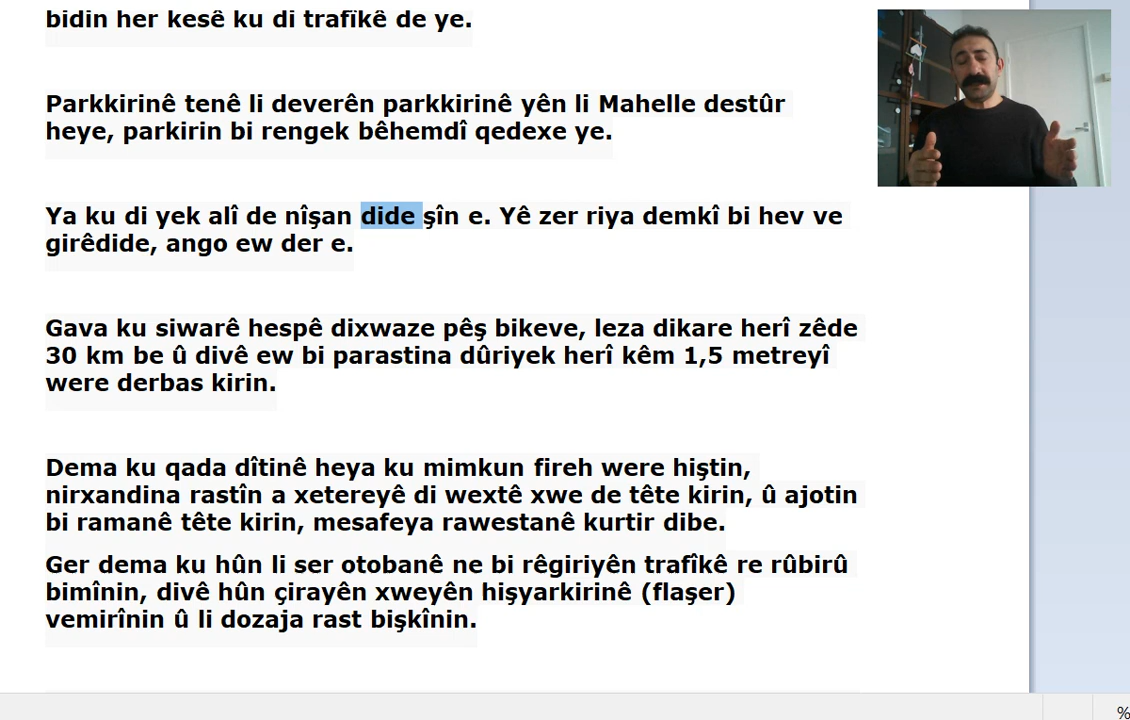 bidin her kesê ku di trafîkê de ye.
Parkkirinê tenê li deverên parkkirinê yên li Mahelle destûr
heye, parkirin bi rengek bêhemdî qedexe ye.
Ya ku di yek alî de nîşan dide şîn e. Yê zer riya demkî bi hev ve
girêdide, ango ew der e.
Gava ku siwarê hespê dixwaze pêş bikeve, leza dikare herî zêde
30 km be û divê ew bi parastina dûriyek herî kêm 1,5 metreyî
were derbas kirin.
Dema ku qada dîtinê heya ku mimkun fireh were hiştin,
nirxandina rastîn a xetereyê di wextê xwe de tête kirin, û ajotin
bi ramanê tête kirin, mesafeya rawestanê kurtir dibe.
Ger dema ku hûn li ser otobanê ne bi rêgiriyên trafîkê re rûbirû
bimînin, divê hûn çirayên xweyên hişyarkirinê (flaşer)
vemirînin û li dozaja rast bişkînin.
%